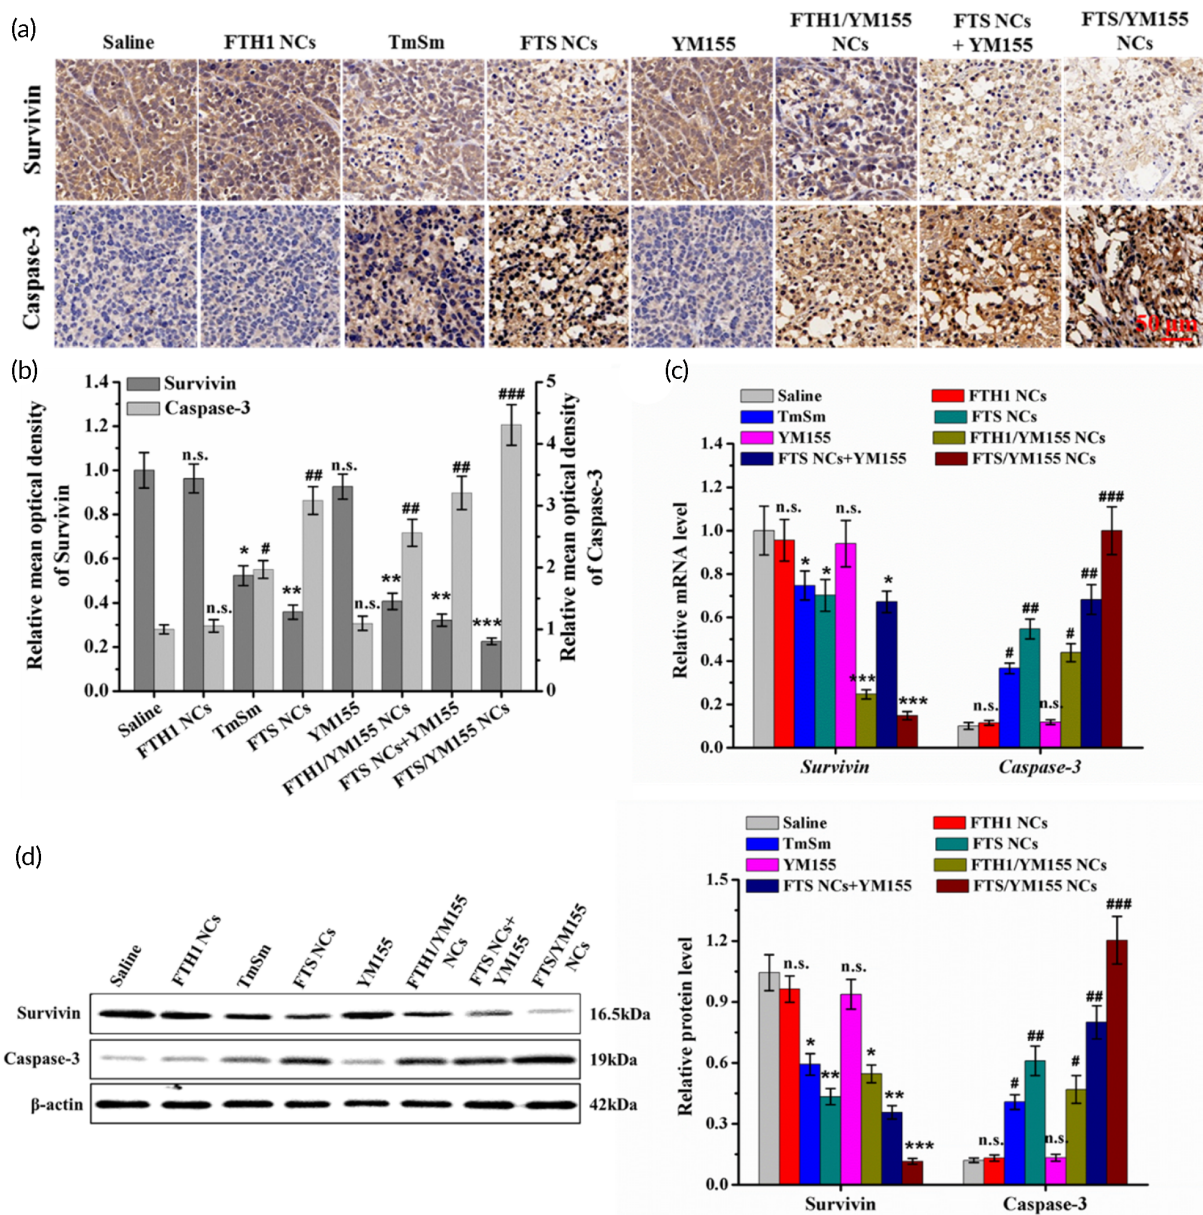 (a)
Saline
FTH1 NCs
TmSm
FTS NCs
YM155
FTH1/YM155
NCs
FTS NCs
+ YM155
FTS/YM155
NCs
Survivin
Caspase-3
50 μm
(b)
Relative mean optical density
of Survivin
1.4
1.2
1.0
0.8
0.6
0.4
0.2
0.0
Survivin
Caspase-3
n.s.
n.s.
*
#
**
##
n.s.
n.s.
**
##
**
##
***
###
5
4
3
2
1
0
Relative mean optical density
of Caspase-3
Saline
FTH1 NCs
TmSm
FTS NCs
YM155
FTH1/YM155 NCs
FTS NCs+YM155
FTS/YM155 NCs
(c)
Saline
FTH1 NCs
TmSm
FTS NCs
YM155
FTH1/YM155 NCs
FTS NCs+YM155
FTS/YM155 NCs
Relative mRNA level
1.4
1.2
1.0
0.8
0.6
0.4
0.2
0.0
n.s.
*
*
n.s.
***
*
***
n.s.
#
##
n.s.
#
##
###
Survivin
Caspase-3
(d)
Saline
FTH1 NCs
TmSm
FTS NCs
YM155
FTH1/YM155
NCs
FTS NCs+
YM155
FTS/YM155
NCs
Survivin
16.5kDa
Caspase-3
19kDa
β-actin
42kDa
Saline
FTH1 NCs
TmSm
FTS NCs
YM155
FTH1/YM155 NCs
FTS NCs+YM155
FTS/YM155 NCs
Relative protein level
1.5
1.2
0.9
0.6
0.3
0.0
n.s.
*
**
n.s.
*
**
***
n.s.
#
##
n.s.
#
##
###
Survivin
Caspase-3